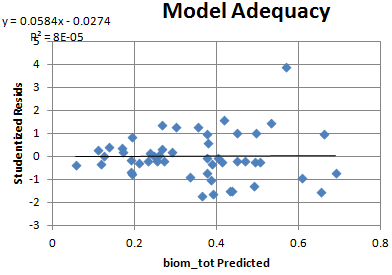 Model Adequacy
y = 0.0584x - 0.0274
R² = 8E-05
5
4
3
2
1
0
-1
-2
-3
Studentized Resids
0
0.2
0.4
0.6
0.8
biom_tot Predicted